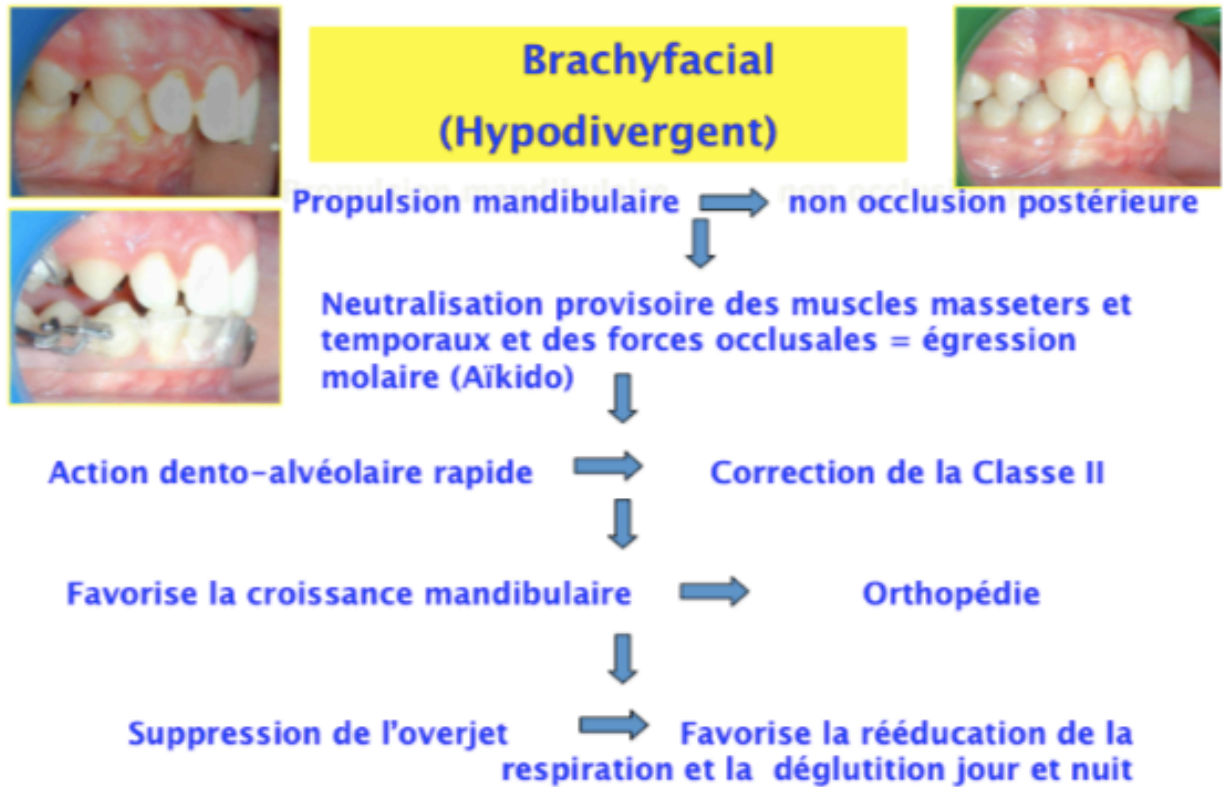 Brachyfacial
(Hypodivergent)
Propulsion mandibulaire non occlusion postérieure
Neutralisation provisoire des muscles masseters et
temporaux et des forces occlusales = égression
molaire (Aïkido)
Action dento-alvéolaire rapide Correction de la Classe II
Favorise la croissance mandibulaire Orthopédie
Suppression de l'overjet Favorise la rééducation de la
respiration et la déglutition jour et nuit